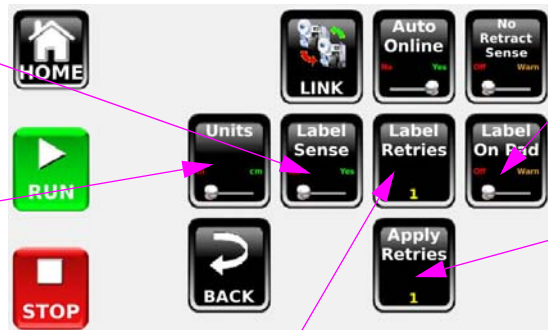 HOME
LINK
Auto
Online
No Yes
No
Retract
Sense
Off Warn
RUN
Units
cm
Label
Sense
Yes
Label
Retries
1
Label
On Pad
Off Warn
STOP
BACK
Apply
Retries
1